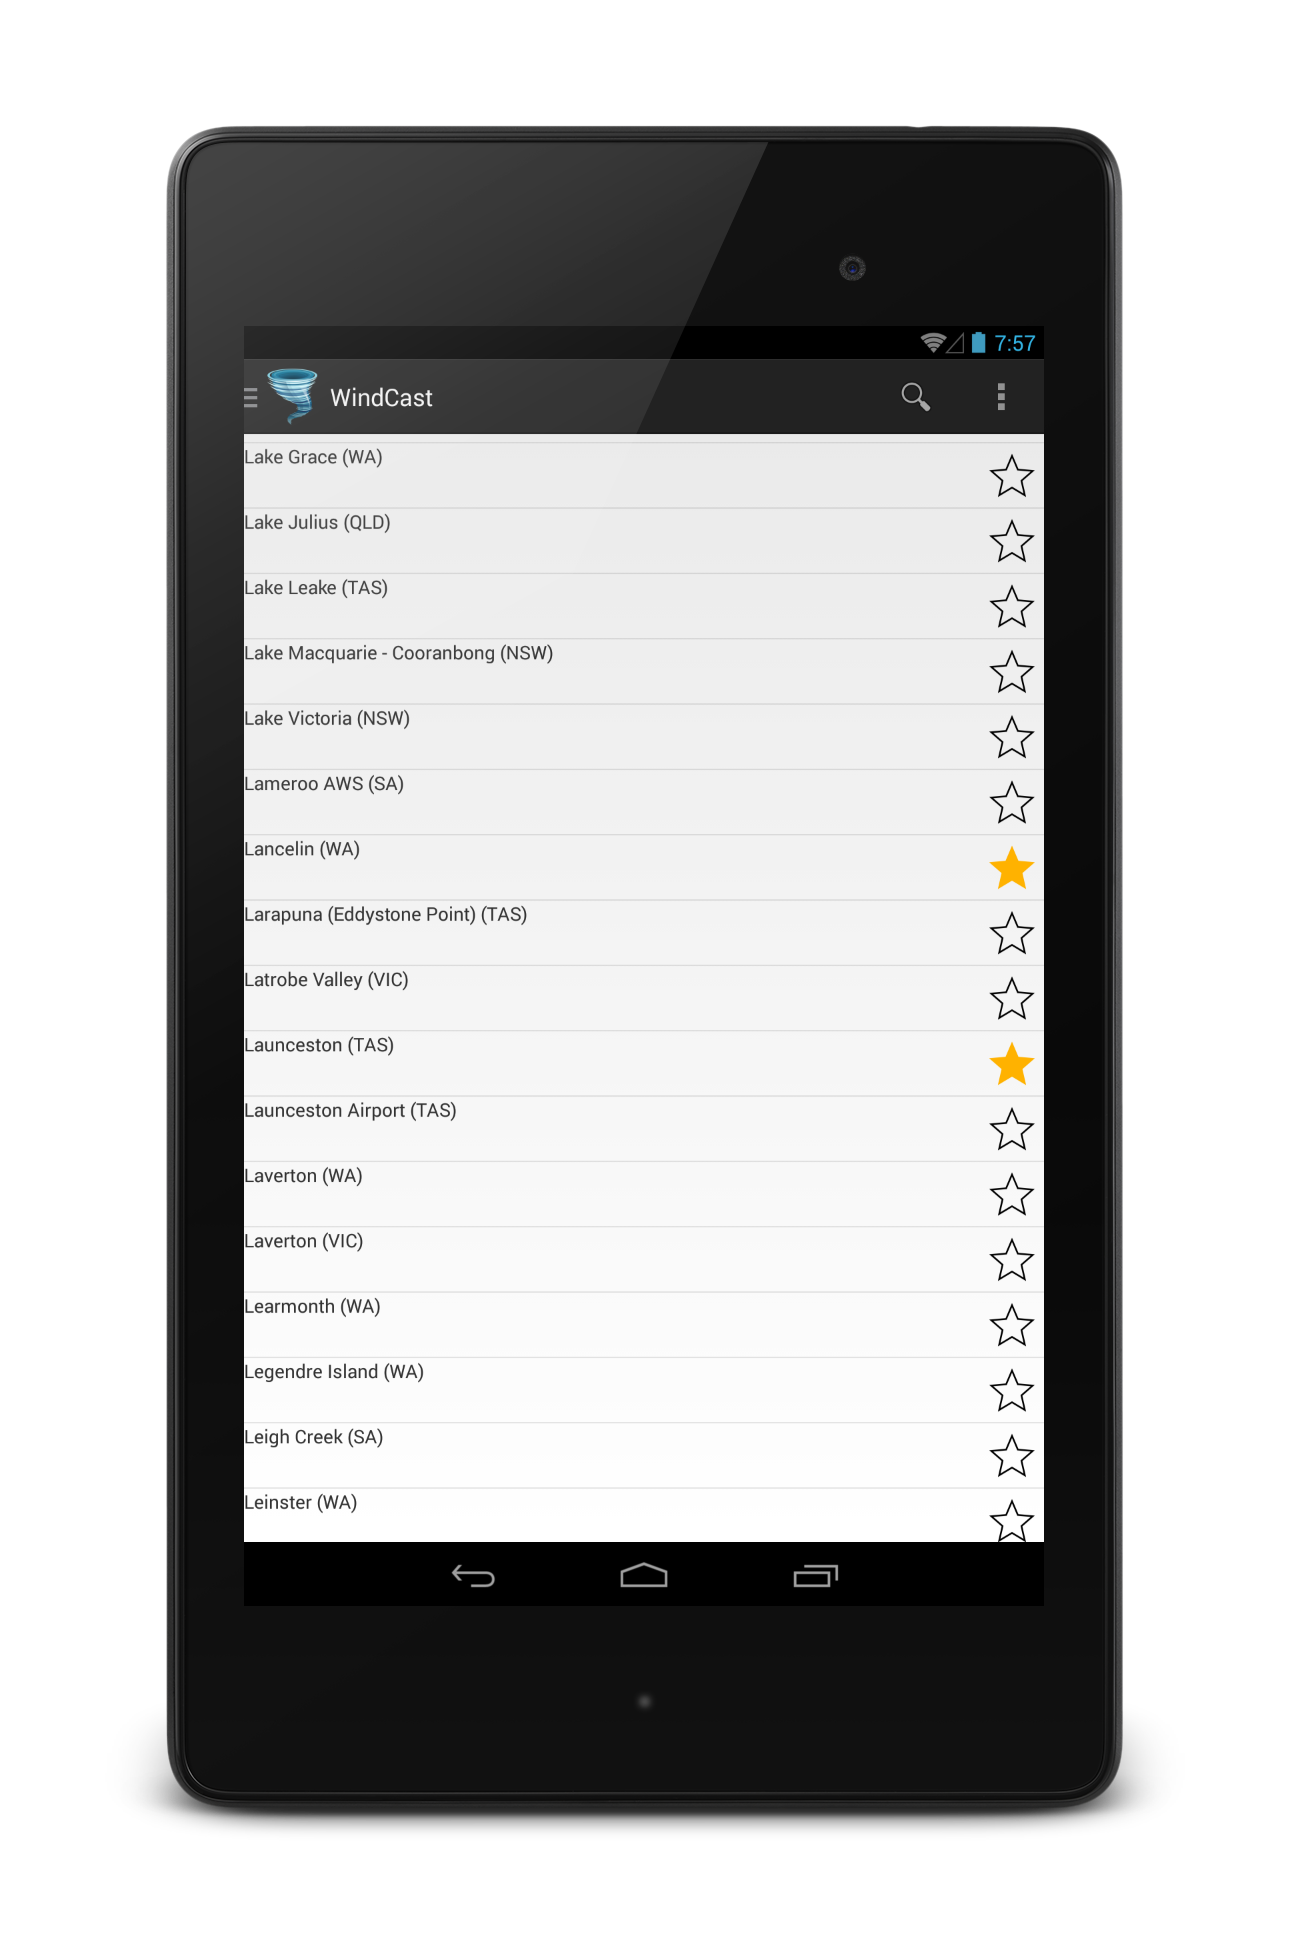 7:57
WindCast
Lake Grace (WA)
Lake Julius (QLD)
Lake Leake (TAS)
Lake Macquarie - Cooranbong (NSW)
Lake Victoria (NSW)
Lameroo AWS (SA)
Lancelin (WA)
Larapuna (Eddystone Point) (TAS)
Latrobe Valley (VIC)
Launceston (TAS)
Launceston Airport (TAS)
Laverton (WA)
Laverton (VIC)
Learmonth (WA)
Legendre Island (WA)
Leigh Creek (SA)
Leinster (WA)